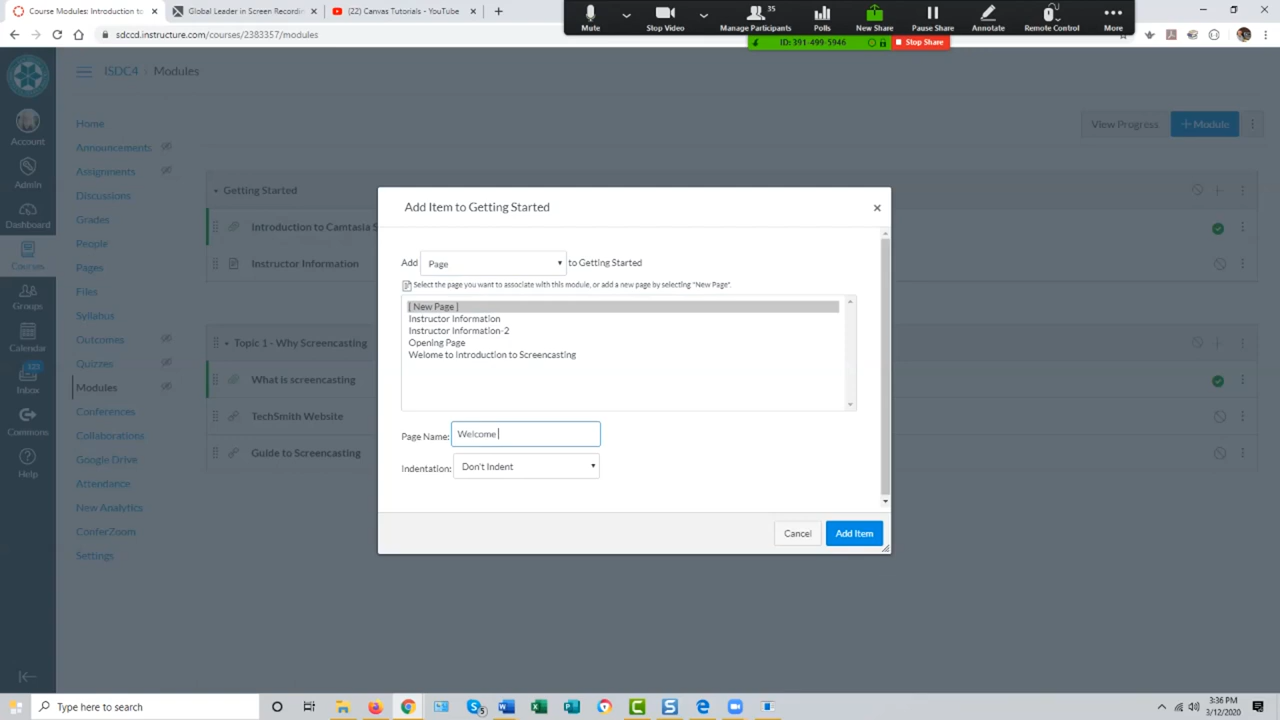 Course Modules: Introduction to
Global Leader in Screen Recordin
(22) Canvas Tutorials - YouTube
sdccd.instructure.com/courses/2383357/modules
Mute
Stop Video
35
Manage Participants
Polls
New Share
Pause Share
Annotate
Remote Control
More
ID: 391-499-5946
Stop Share
Account
Admin
Dashboard
Courses
Groups
Calendar
123
Inbox
Commons
Help
ISDC4
Modules
Home
Announcements
Assignments
Discussions
Grades
People
Pages
Files
Syllabus
Outcomes
Quizzes
Modules
Conferences
Collaborations
Google Drive
Attendance
New Analytics
ConferZoom
Settings
View Progress
+ Module
Getting Started
Introduction to Camtasia S
Instructor Information
Topic 1 - Why Screencasting
What is screencasting
TechSmith Website
Guide to Screencasting
Add Item to Getting Started
Add Page to Getting Started
Select the page you want to associate with this module, or add a new page by selecting "New Page".
[ New Page ]
Instructor Information
Instructor Information-2
Opening Page
Welome to Introduction to Screencasting
Page Name: Welcome
Indentation: Don't Indent
Cancel
Add Item
Type here to search
5
3:36 PM
3/12/2020